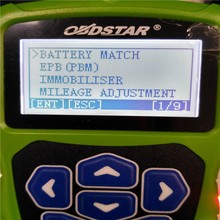 OBDSTAR
>BATTERY MATCH
EPB(PBM)
IMMOBILISER
MILEAGE ADJUSTMENT
[ENT][ESC] [1/9]